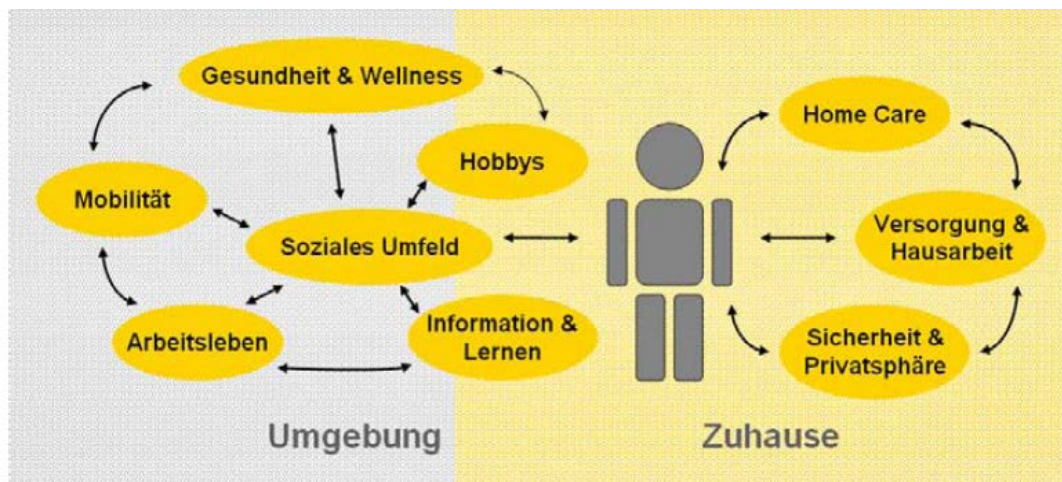 Gesundheit & Wellness
Hobbys
Mobilität
Soziales Umfeld
Arbeitsleben
Information &
Lernen
Home Care
Versorgung &
Hausarbeit
Sicherheit &
Privatsphäre
Umgebung
Zuhause